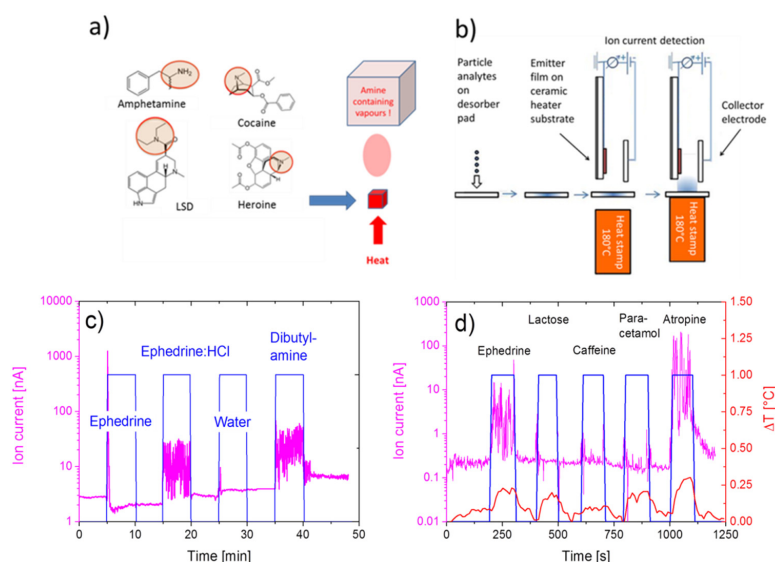 a)
NH2
Amphetamine
Cocaine
LSD
Heroine
Amine
containing
vapours !
Heat
b)
Ion current detection
Particle
analytes
on
desorber
pad
Emitter
film on
ceramic
heater
substrate
Collector
electrode
Heat stamp
180°C
Heat stamp
180°C
c)
Ephedrine:HCl
Dibutyl-
amine
Ephedrine
Water
Ion current [nA]
10000
1000
100
10
1
0 10 20 30 40 50
Time [min]
d)
Lactose
Para-
cetamol
Atropine
Ephedrine
Caffeine
Ion current [nA]
1000
100
10
1
0.1
0.01
1.50
1.25
1.00
0.75
0.50
0.25
0.00
ΔT [°C]
0 250 500 750 1000 1250
Time [s]